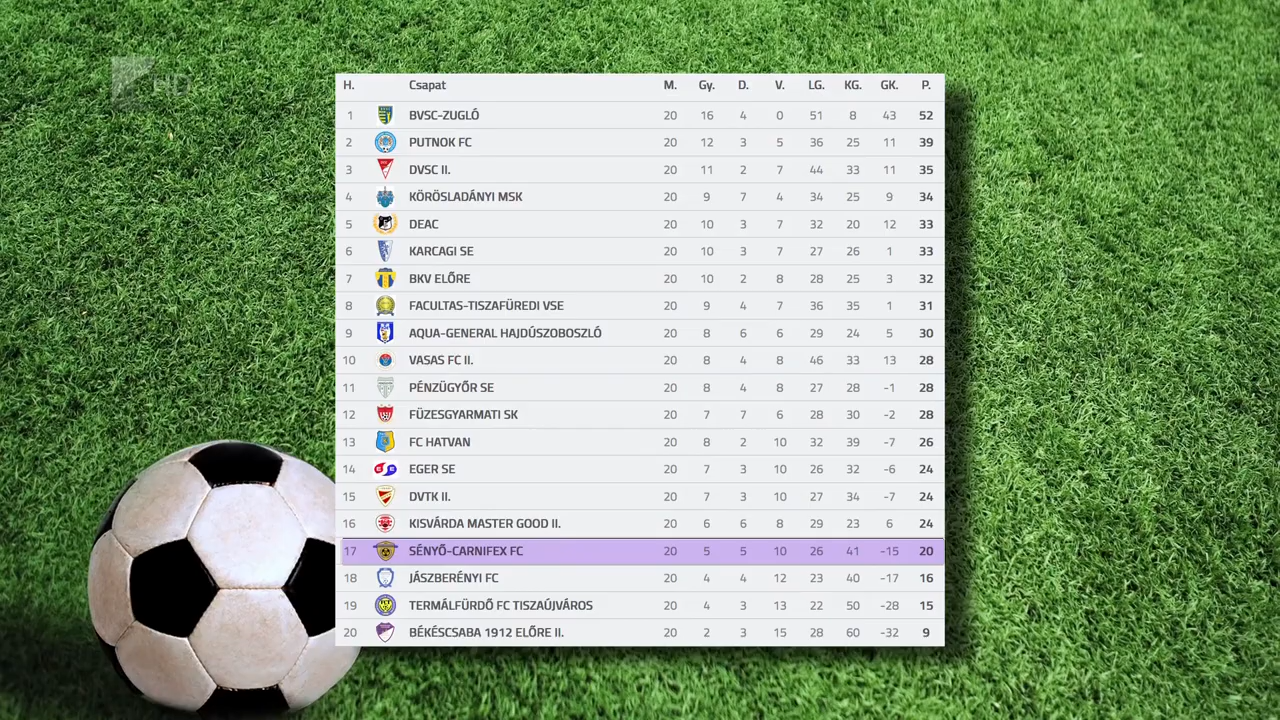 HD
H. Csapat M. Gy. D. V. LG. KG. GK. P.
1 BVSC-ZUGLÓ 20 16 4 0 51 8 43 52
2 PUTNOK FC 20 12 3 5 36 25 11 39
3 DVSC II. 20 11 2 7 44 33 11 35
4 KÖRÖSLADÁNYI MSK 20 9 7 4 34 25 9 34
5 DEAC 20 10 3 7 32 20 12 33
6 KARCAGI SE 20 10 3 7 27 26 1 33
7 BKV ELŐRE 20 10 2 8 28 25 3 32
8 FACULTAS-TISZAFÜREDI VSE 20 9 4 7 36 35 1 31
9 AQUA-GENERAL HAJDÚSZOBOSZLÓ 20 8 6 6 29 24 5 30
10 VASAS FC II. 20 8 4 8 46 33 13 28
11 PÉNZÜGYŐR SE 20 8 4 8 27 28 -1 28
12 FÜZESGYARMATI SK 20 7 7 6 28 30 -2 28
13 FC HATVAN 20 8 2 10 32 39 -7 26
14 EGER SE 20 7 3 10 26 32 -6 24
15 DVTK II. 20 7 3 10 27 34 -7 24
16 KISVÁRDA MASTER GOOD II. 20 6 6 8 29 23 6 24
17 SÉNYŐ-CARNIFEX FC 20 5 5 10 26 41 -15 20
18 JÁSZBERÉNYI FC 20 4 4 12 23 40 -17 16
19 TERMÁLFÜRDŐ FC TISZAÚJVÁROS 20 4 3 13 22 50 -28 15
20 BÉKÉSCSABA 1912 ELŐRE II. 20 2 3 15 28 60 -32 9